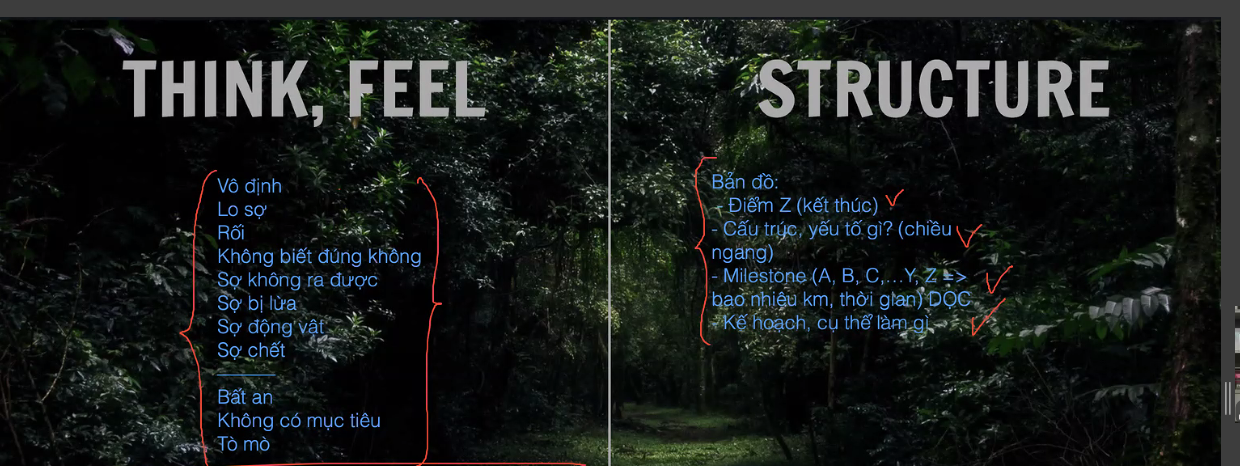 THINK, FEEL
Vô định
Lo sợ
Rối
Không biết đúng không
Sợ không ra được
Sợ bị lừa
Sợ động vật
Sợ chết
Bất an
Không có mục tiêu
Tò mò
STRUCTURE
Bản đồ:
- Điểm Z (kết thúc)
- Cấu trúc, yếu tố gì? (chiều
ngang)
- Milestone (A, B, C,...Y, Z =>
bao nhiêu km, thời gian) DỌC
- Kế hoạch, cụ thể làm gì